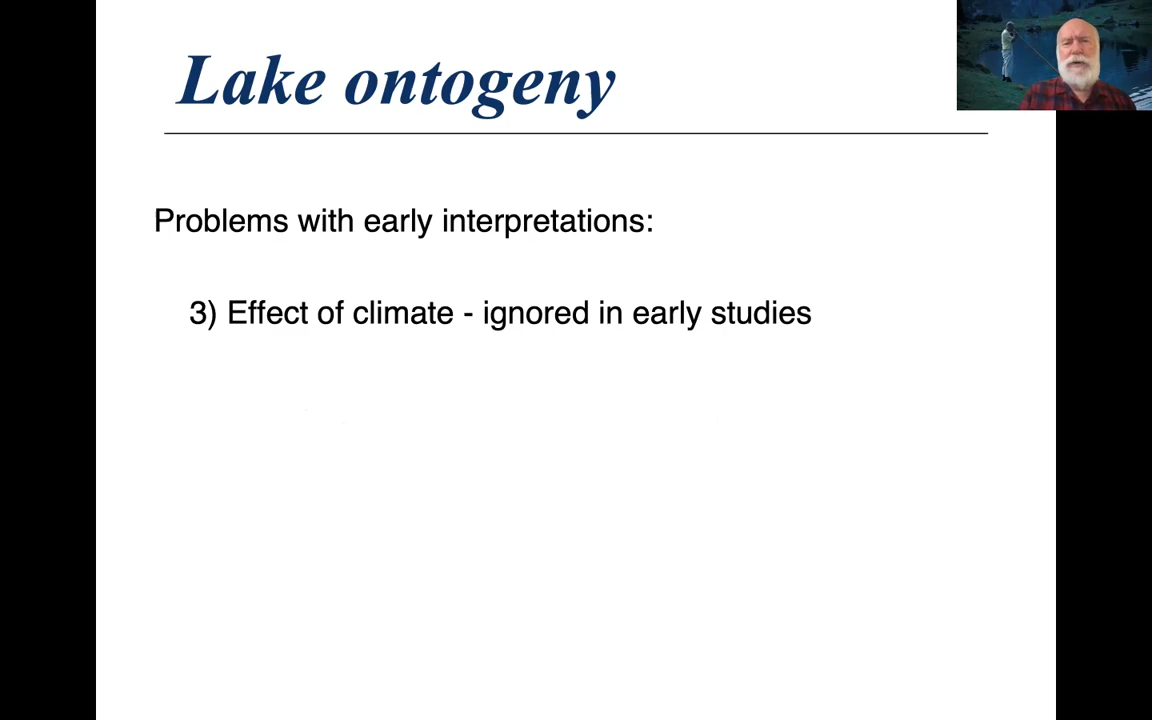 Lake ontogeny
Problems with early interpretations:
3) Effect of climate - ignored in early studies